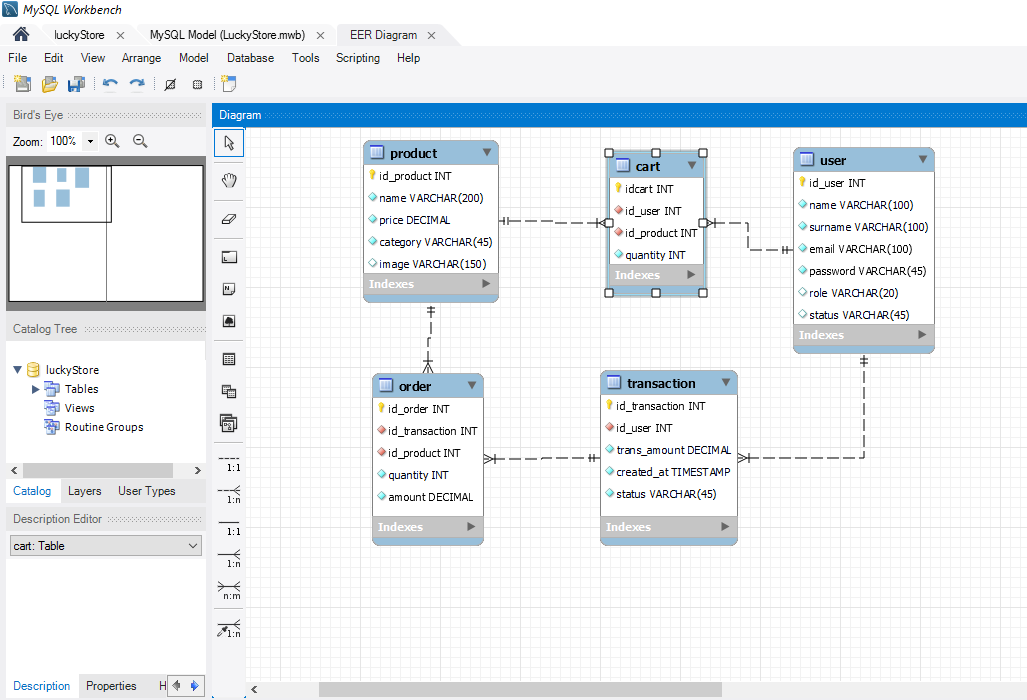 MySQL Workbench
luckyStore
MySQL Model (LuckyStore.mwb)
EER Diagram
File Edit View Arrange Model Database Tools Scripting Help
Bird's Eye
Zoom: 100%
Catalog Tree
luckyStore
Tables
Views
Routine Groups
Catalog Layers User Types
Description Editor
cart: Table
Description Properties H
Diagram
1:1
1:n
1:1
1:n
n:m
1:n
product
id_product INT
name VARCHAR(200)
price DECIMAL
category VARCHAR(45)
image VARCHAR(150)
Indexes
cart
idcart INT
id_user INT
id_product INT
quantity INT
Indexes
user
id_user INT
name VARCHAR(100)
surname VARCHAR(100)
email VARCHAR(100)
password VARCHAR(45)
role VARCHAR(20)
status VARCHAR(45)
Indexes
order
id_order INT
id_transaction INT
id_product INT
quantity INT
amount DECIMAL
Indexes
transaction
id_transaction INT
id_user INT
trans_amount DECIMAL
created_at TIMESTAMP
status VARCHAR(45)
Indexes